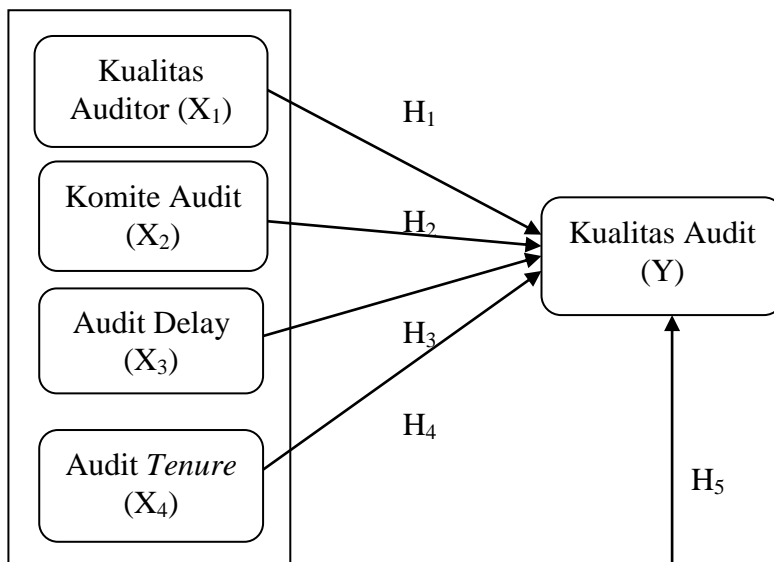 Kualitas
Auditor (X₁)
H₁
Komite Audit
(X₂)
H₂
Kualitas Audit
(Y)
Audit Delay
(X₃)
H₃
H₄
Audit Tenure
(X₄)
H₅